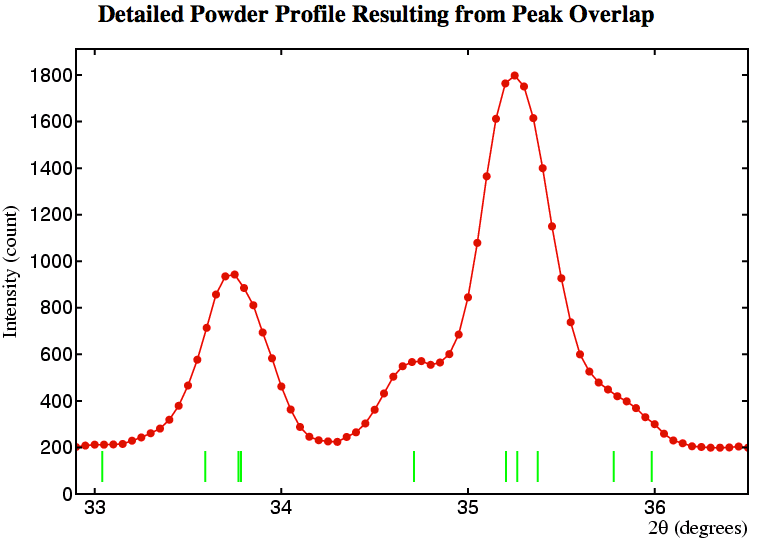 Detailed Powder Profile Resulting from Peak Overlap
1800
1600
1400
1200
1000
800
600
400
200
0
Intensity (count)
33 34 35 36
2θ (degrees)